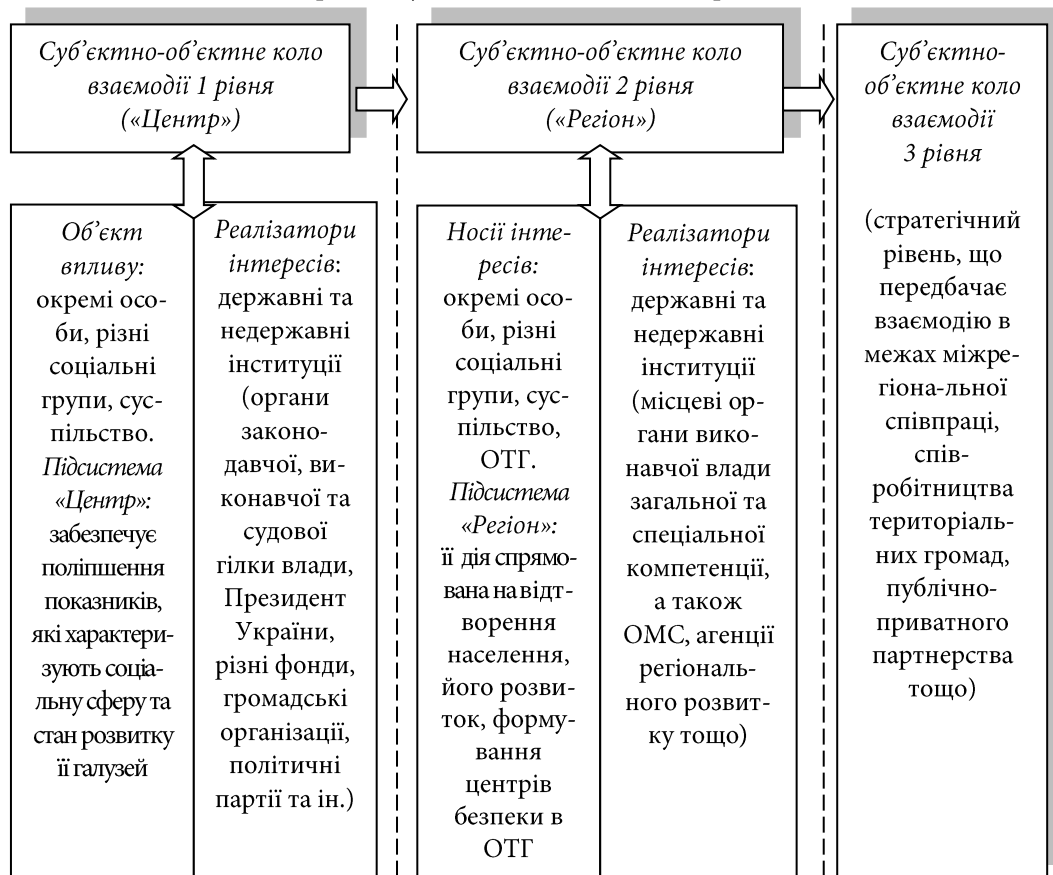 Суб’єктно-об’єктне коло
взаємодії 1 рівня
(«Центр»)
Об’єкт
впливу:
окремі осо-
би, різні
соціальні
групи, сус-
пільство.
Підсистема
«Центр»:
забезпечує
поліпшення
показників,
які характери-
зують соціа-
льну сферу та
стан розвитку
її галузей
Реалізатори
інтересів:
державні та
недержавні
інституції
(органи
законо-
давчої, ви-
конавчої та
судової
гілки влади,
Президент
України,
різні фонди,
громадські
організації,
політичні
партії та ін.)
Суб’єктно-об’єктне коло
взаємодії 2 рівня
(«Регіон»)
Носії інте-
ресів:
окремі осо-
би, різні
соціальні
групи, сус-
пільство,
ОТГ.
Підсистема
«Регіон»:
її дія спрямо-
вана на відт-
ворення
населення,
його розви-
ток, форму-
вання
центрів
безпеки в
ОТГ
Реалізатори
інтересів:
державні та
недержавні
інституції
(місцеві ор-
гани вико-
навчої влади
загальної та
спеціальної
компетенції,
а також
ОМС, агенції
регіональ-
ного розвит-
ку тощо)
Суб’єктно-
об’єктне коло
взаємодії
3 рівня
(стратегічний
рівень, що
передбачає
взаємодію в
межах міжре-
гіона-льної
співпраці,
спів-
робітництва
територіаль-
них громад,
публічно-
приватного
партнерства
тощо)